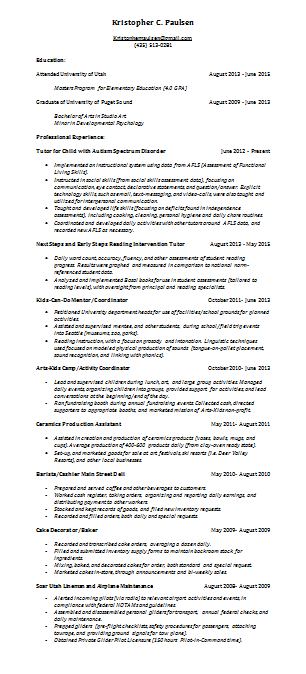 Kristopher C. Paulsen
Kristophempaulsen@gmail.com
(435) 513-0281
Education:
Attended University of Utah August 2013 - June 2015
Masters Program for Elementary Education (4.0 GPA)
Graduate of University of Puget Sound August 2009 - June 2013
Bachelor of Arts in Studio Art
Minor in Developmental Psychology
Professional Experience:
Tutor for Child with Autism Spectrum Disorder June 2012 – Present
Implemented an instructional system using data from AFLS (Assessment of Functional
Living Skills).
Instructed in social skills (from social skills assessment data), focusing on
communication, eye contact, declarative statements, and question/answer. Explicit
technology skills, such as email, text-messaging, and video-calls, were also taught and
utilized for interpersonal communication.
Taught and developed life skills (focusing on deficits found in independence
assessments), including cooking, cleaning, personal hygiene and daily chore routines.
Coordinated and developed daily activities with other tutors around AFLS data, and
recorded new AFLS as necessary.
Next Steps and Early Steps Reading Intervention Tutor August 2013 - May 2015
Daily word count, accuracy, fluency, and other assessments of student reading
progress. Results were graphed and measured in comparison to national norm-
referenced student data.
Analyzed and implemented Basal books for use in student assessments (tailored to
reading levels), with oversight from principal and reading specialists.
Kids-Can-Do Mentor/Coordinator October 2011- June 2013
Petitioned University department heads for use of facilities/school grounds for planned
activities.
Assisted and supervised mentee, and other students, during school field trip events
into Seattle (museums, zoo, parks).
Reading instruction, with a focus on prosody and intonation. Linguistic techniques
used focused on modeled physical production of sounds (tongue-on-pallet placement,
sound recognition, and linking with phonics).
Arts-Kids Camp/Activity Coordinator October 2010- June 2013
Lead and supervised children during lunch, art, and large group activities. Managed
daily events, organizing children into groups, provided support for activities, and lead
conversations at the beginning/end of the day.
Ran fundraising booth during annual fundraising events. Collected cash, directed
supporters to appropriate booths, and marketed mission of Arts-Kids non-profit.
Ceramics Production Assistant May 2011- August 2011
Assisted in creation and production of ceramics products (vases, bowls, mugs, and
cups). Average production of 400-600 products daily (from clay-over ready state).
Set-up, and marketed goods for sale at art festivals, ski resorts (i.e. Deer Valley
Resort), and other local businesses.
Barista/Cashier Main Street Deli May 2010- August 2010
Prepared and served coffee and other beverages to customers.
Worked cash register, taking orders, organizing and reporting daily earnings, and
distributing payment to other workers.
Stocked and kept records of goods, and filed new inventory requests.
Recorded and filled orders, both daily and special requests.
Cake Decorator/Baker May 2009- August 2009
Recorded and transcribed cake orders, averaging a dozen daily.
Filled and submitted inventory supply forms to maintain backroom stock for
ingredients.
Mixing, baked, and decorated cakes for order, both standard and special request.
Marketed cakes in-store, through announcements and bi-weekly sales.
Soar Utah Lineman and Airplane Maintenance August 2008- August 2009
Alerted incoming pilots (via radio) to relevant airport activities and events, in
compliance with federal NOTAMs and guidelines.
Assembled and disassembled personal gliders for transport, annual federal checks, and
daily maintenance.
Prepped gliders (pre-flight checklists, safety procedures for passengers, attaching
tow rope, and providing ground signals for tow plane).
Obtained Private Glider Pilot Licensure (150 hours Pilot-in-Command time).